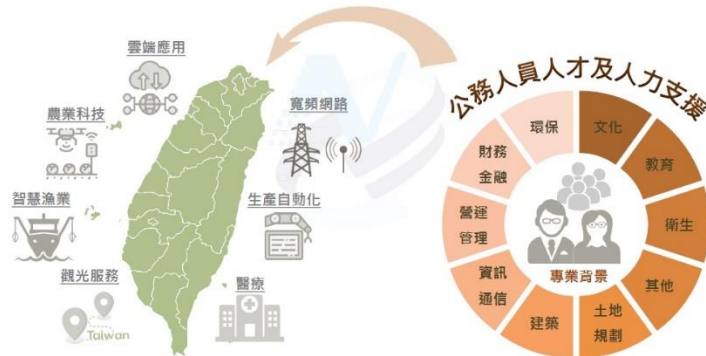 雲端應用
農業科技
智慧漁業
觀光服務
Taiwan
寬頻網路
生產自動化
醫療
公務人員人才及人力支援
環保
文化
教育
衛生
其他
土地
規劃
建築
資訊
通信
營運
管理
財務
金融
專業背景